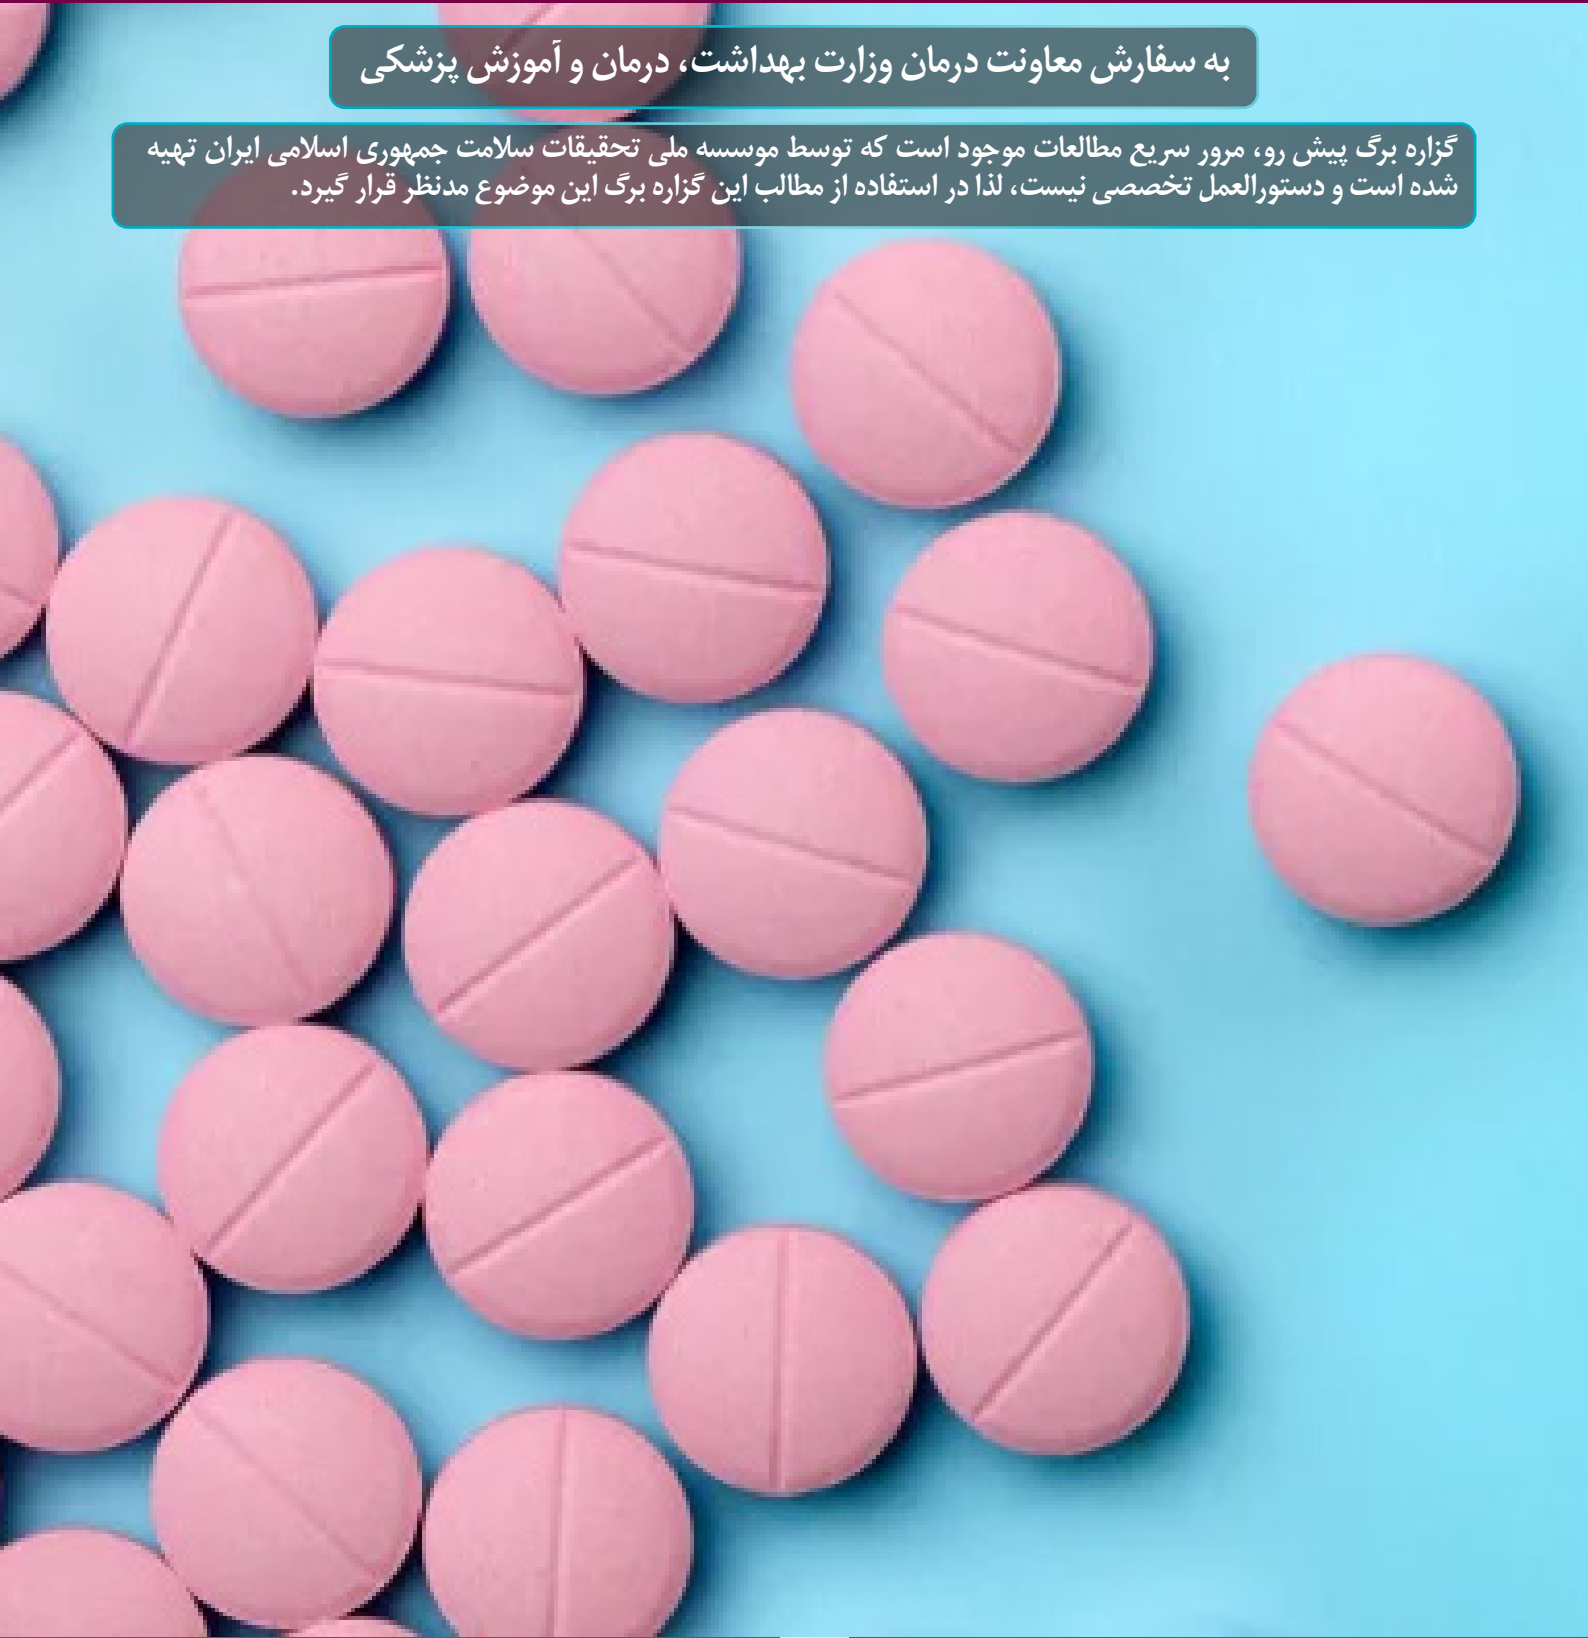 به سفارش معاونت درمان وزارت بهداشت، درمان و آموزش پزشکی
گزاره برگ پیش رو، مرور سریع مطالعات موجود است که توسط موسسه ملی تحقیقات سلامت جمهوری اسلامی ایران تهیه
شده است و دستورالعمل تخصصی نیست، لذا در استفاده از مطالب این گزاره برگ این موضوع مدنظر قرار گیرد.